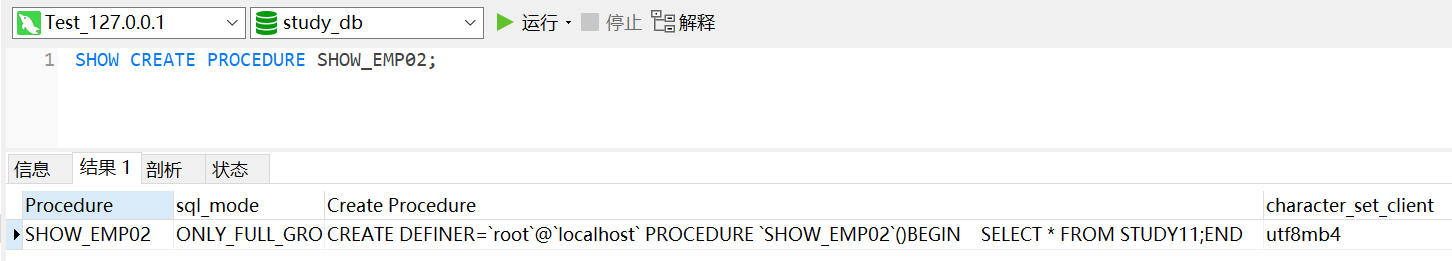 Test_127.0.0.1 study_db 运行 · 停止 解释
1 SHOW CREATE PROCEDURE SHOW_EMP02;
信息 结果 1 剖析 状态
Procedure sql_mode Create Procedure character_set_client
SHOW_EMP02 ONLY_FULL_GRO CREATE DEFINER=`root`@`localhost` PROCEDURE `SHOW_EMP02`()BEGIN SELECT * FROM STUDY11;END utf8mb4